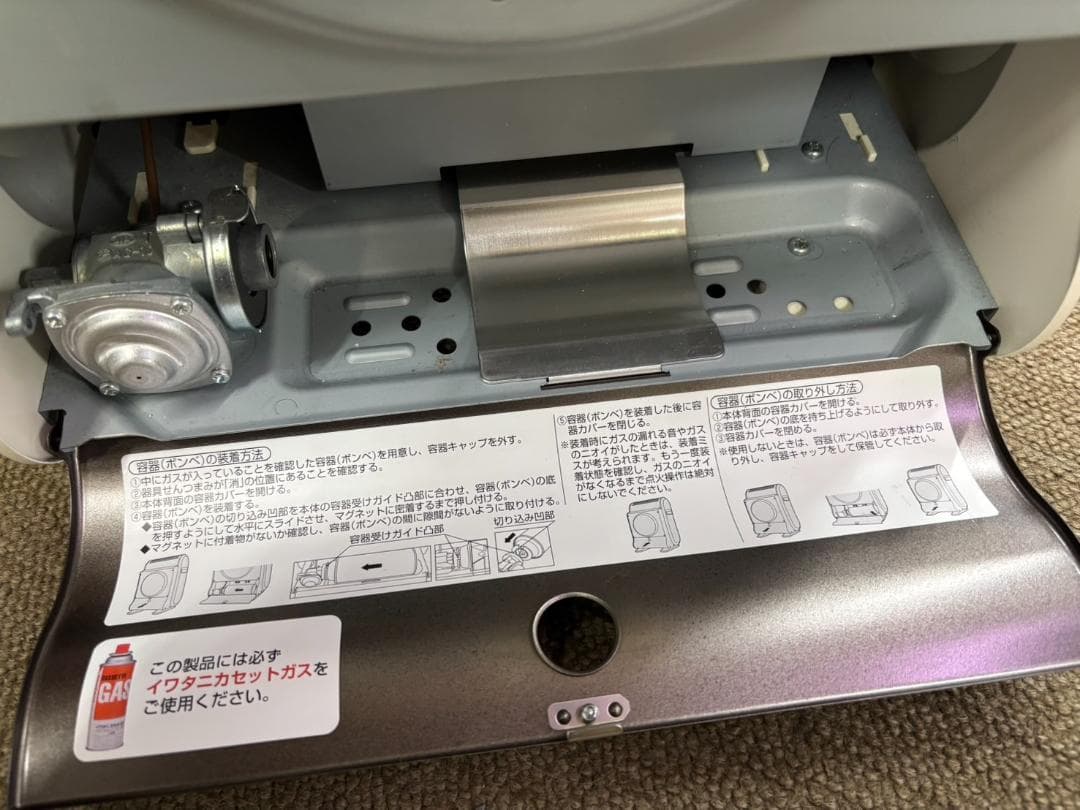 容器(ボンベ)の装着方法
①中にガスが入っていることを確認した容器(ボンベ)を用意し、容器キャップを外す。
②器具せんつまみが「消」の位置にあることを確認する。
③本体背面の容器カバーを開ける。
④容器(ボンベ)を装着する。
◆容器(ボンベ)の切り込み凹部を本体の容器受けガイド凸部に合わせ、容器(ボンベ)の底
を押すようにして水平にスライドさせ、マグネットに密着するまで押し付ける。
◆マグネットに付着物がないか確認し、容器(ボンベ)の間に隙間がないように取り付ける。
容器受けガイド凸部
切り込み凹部
⑤容器(ボンベ)を装着した後に容
器カバーを閉じる。
※装着時にガスの漏れる音やガス
のニオイがしたときは、装着ミ
スが考えられます。もう一度装
着状態を確認し、ガスのニオイ
がなくなるまで点火操作は絶対
にしないでください。
容器(ボンベ)の取り外し方法
①本体背面の容器カバーを開ける。
②容器(ボンベ)の底を持ち上げるようにして取り外す。
③容器カバーを閉める。
※使用しないときは、容器(ボンベ)は必ず本体から取
り外し、容器キャップをして保管してください。
GAS
この製品には必ず
イワタニカセットガスを
ご使用ください。